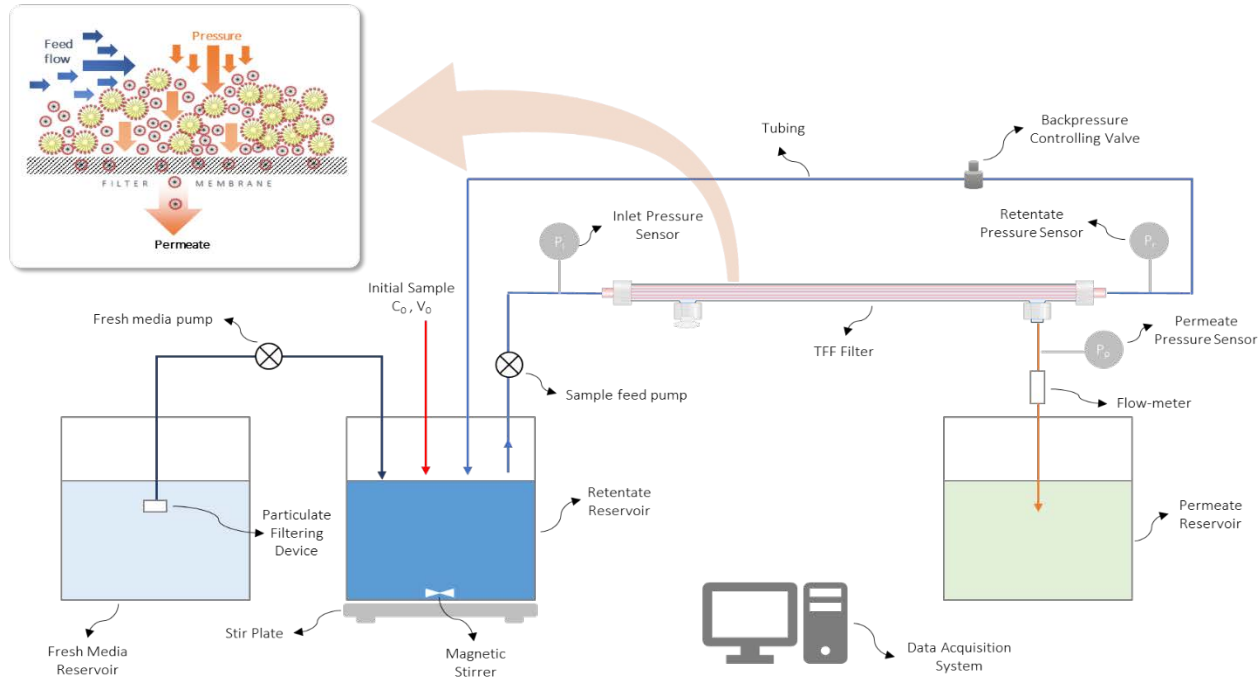 Feed
flow
Pressure
FILTER MEMBRANE
Permeate
Tubing
Backpressure
Controlling Valve
Inlet Pressure
Sensor
Retentate
Pressure Sensor
Pi
Pr
Initial Sample
C₀ , V₀
Fresh media pump
TFF Filter
Permeate
Pressure Sensor
Pp
Sample feed pump
Flow-meter
Particulate
Filtering
Device
Retentate
Reservoir
Permeate
Reservoir
Stir Plate
Fresh Media
Reservoir
Magnetic
Stirrer
Data Acquisition
System